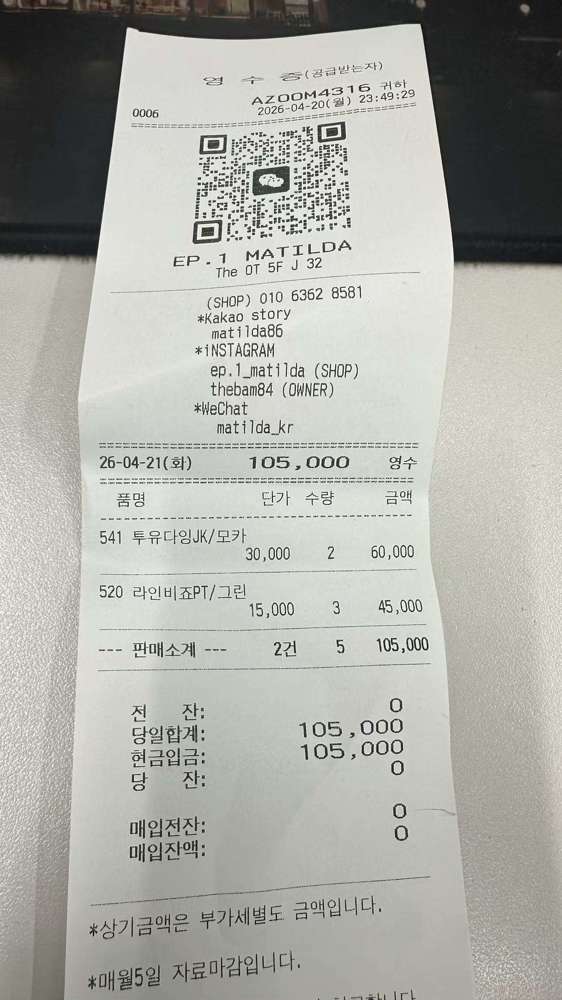 영 수 증(공급받는자)
AZOOM4316 귀하
0006 2026-04-20(월) 23:49:29
EP.1 MATILDA
The OT 5F J 32
(SHOP) 010 6362 8581
*Kakao story
matilda86
*iNSTAGRAM
ep.1_matilda (SHOP)
thebam84 (OWNER)
*WeChat
matilda_kr
26-04-21(화) 105,000 영수
품명 단가 수량 금액
541 투유다잉JK/모카
30,000 2 60,000
520 라인비죠PT/그린
15,000 3 45,000
--- 판매소계 --- 2건 5 105,000
전 잔: 0
당일합계: 105,000
현금입금: 105,000
당 잔: 0
매입전잔: 0
매입잔액: 0
*상기금액은 부가세별도 금액입니다.
*매월5일 자료마감입니다.